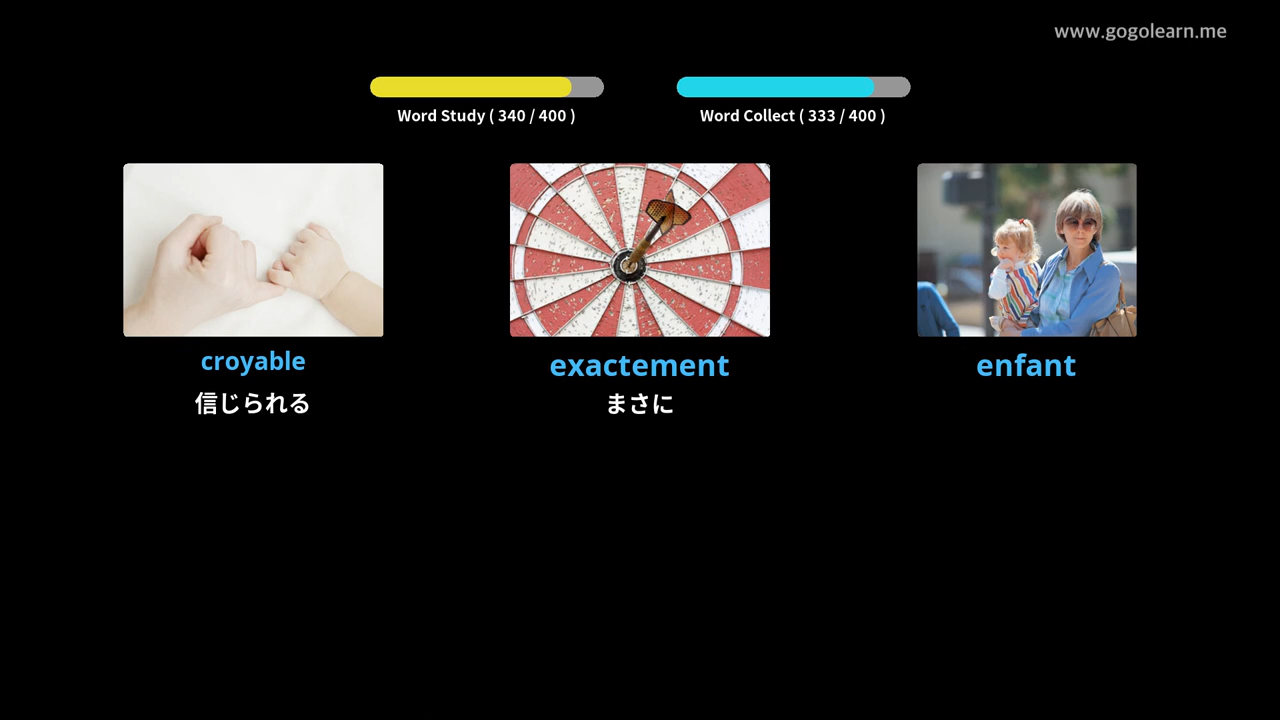 www.gogolearn.me
Word Study ( 340 / 400 )
Word Collect ( 333 / 400 )
croyable
信じられる
exactement
まさに
enfant